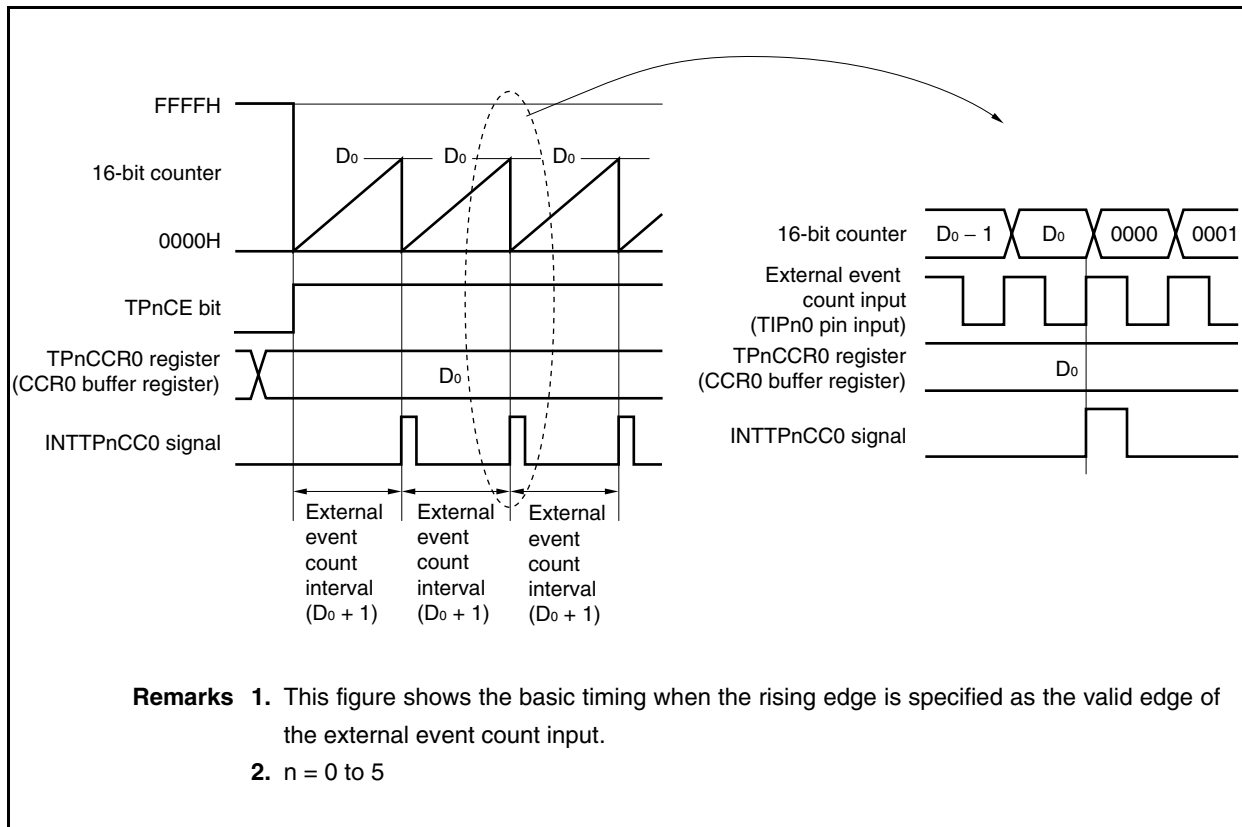 FFFFH
16-bit counter
0000H
D0
D0
D0
TPnCE bit
TPnCCR0 register
(CCR0 buffer register)
D0
INTTPnCC0 signal
External
event
count
interval
(D0 + 1)
External
event
count
interval
(D0 + 1)
External
event
count
interval
(D0 + 1)
16-bit counter
D0 − 1
D0
0000
0001
External event
count input
(TIPn0 pin input)
TPnCCR0 register
(CCR0 buffer register)
D0
INTTPnCC0 signal
Remarks 1. This figure shows the basic timing when the rising edge is specified as the valid edge of
the external event count input.
2. n = 0 to 5